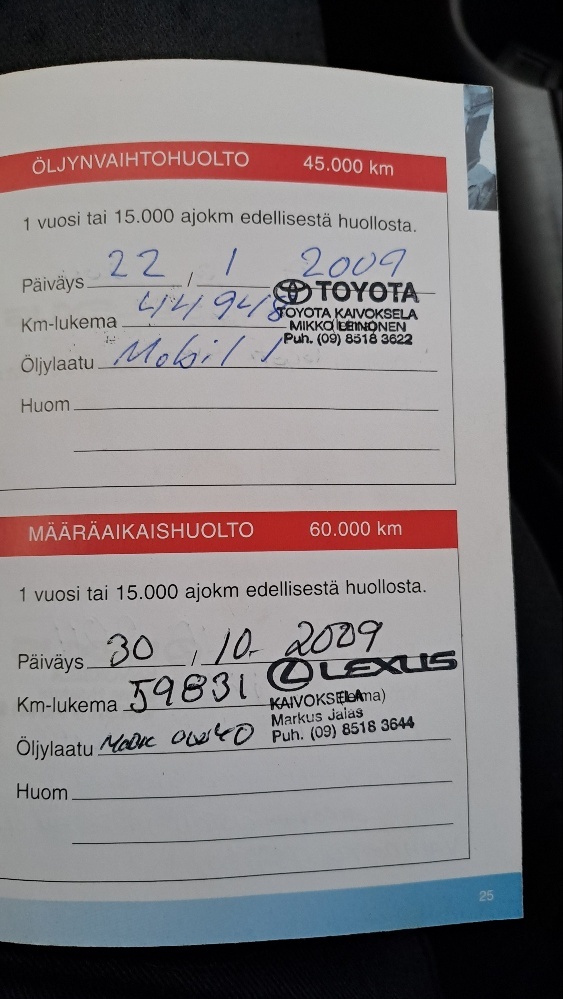 ÖLJYNVAIHTOHUOLTO 45.000 km
1 vuosi tai 15.000 ajokm edellisestä huollosta.
Päiväys 22 / 1 2009
TOYOTA
Km-lukema 44948
TOYOTA KAIVOKSELA
MIKKO LEINONEN
Puh. (09) 8518 3622
Öljylaatu Mobil 1
Huom
MÄÄRÄAIKAISHUOLTO 60.000 km
1 vuosi tai 15.000 ajokm edellisestä huollosta.
Päiväys 30 / 10. 2009
LEXUS
Km-lukema 59831
KAIVOKSELA
Markus Jalas
Puh. (09) 8518 3644
Öljylaatu
Huom
25